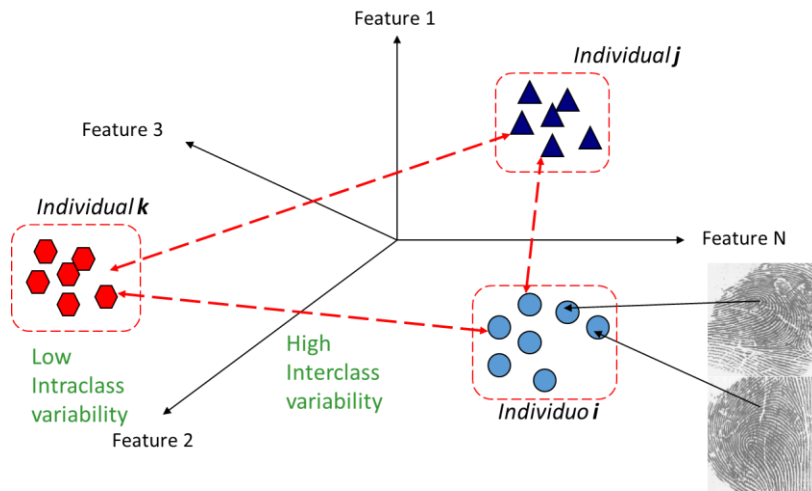 Feature 1
Individual j
Feature 3
Individual k
Feature N
Low
Intraclass
variability
High
Interclass
variability
Individuo i
Feature 2